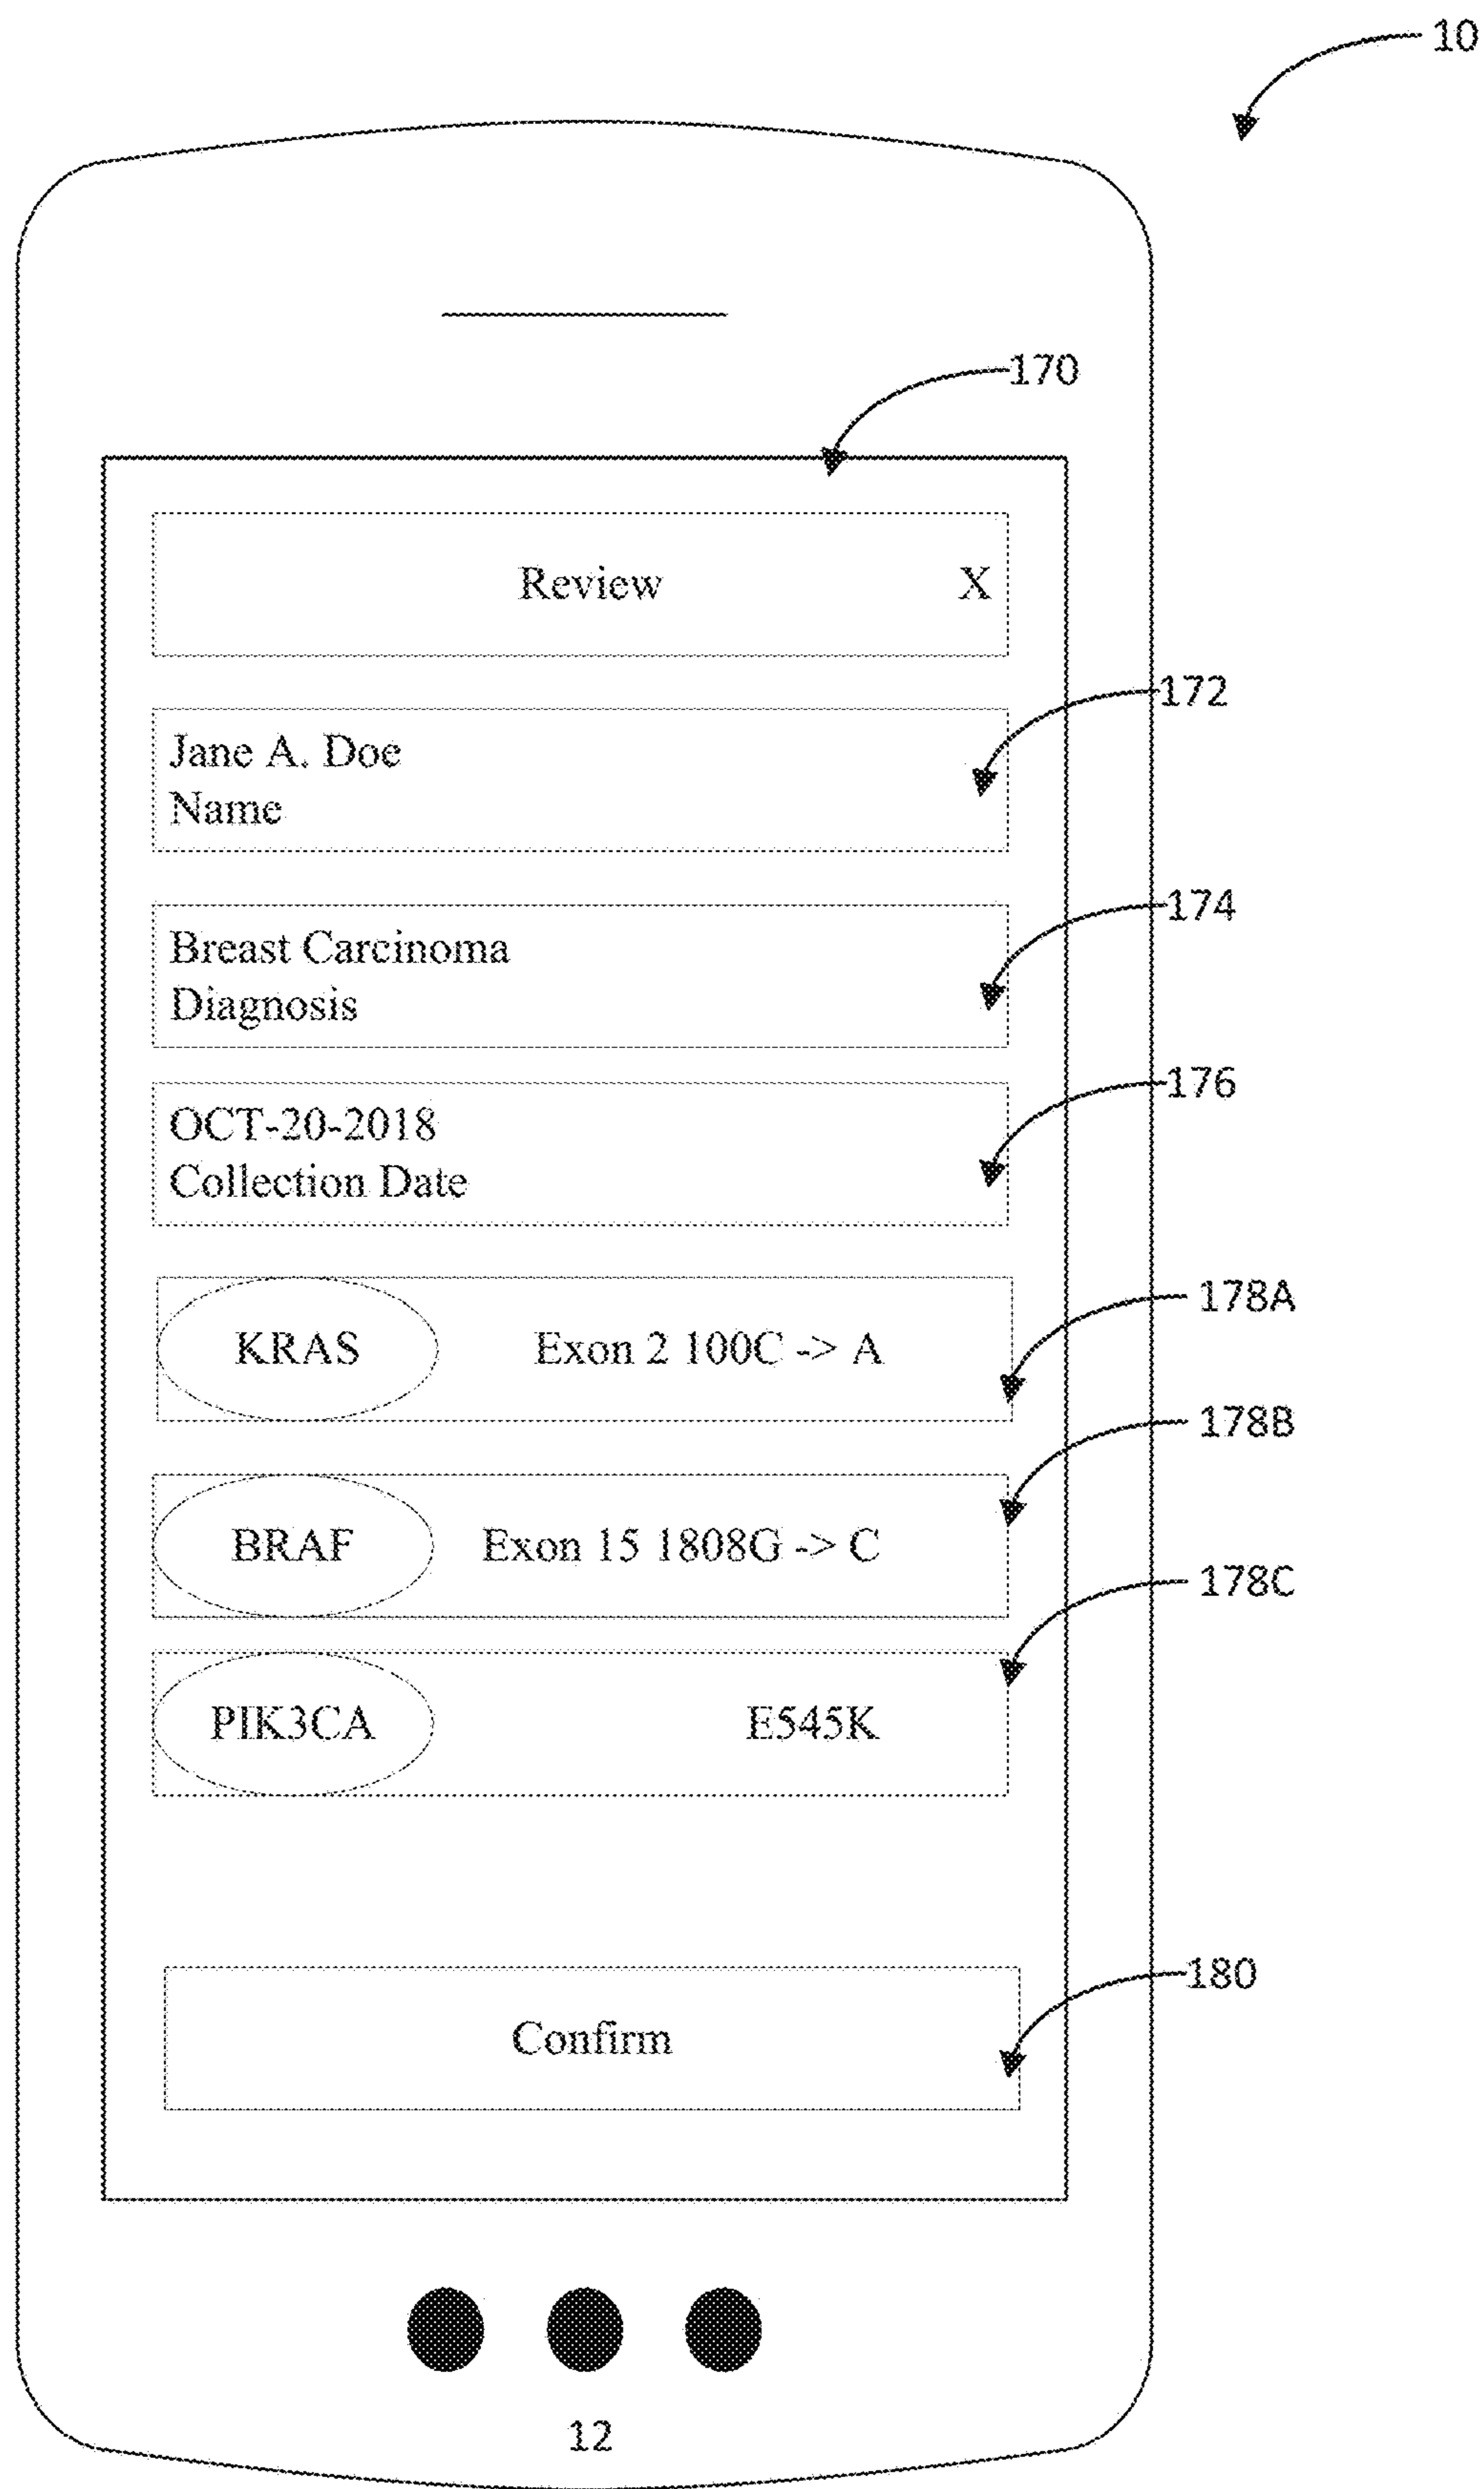 10
170
Review X
172
Jane A. Doe
Name
174
Breast Carcinoma
Diagnosis
176
OCT-20-2018
Collection Date
178A
KRAS Exon 2 100C -> A
178B
BRAF Exon 15 1808G -> C
178C
PIK3CA E545K
180
Confirm
12